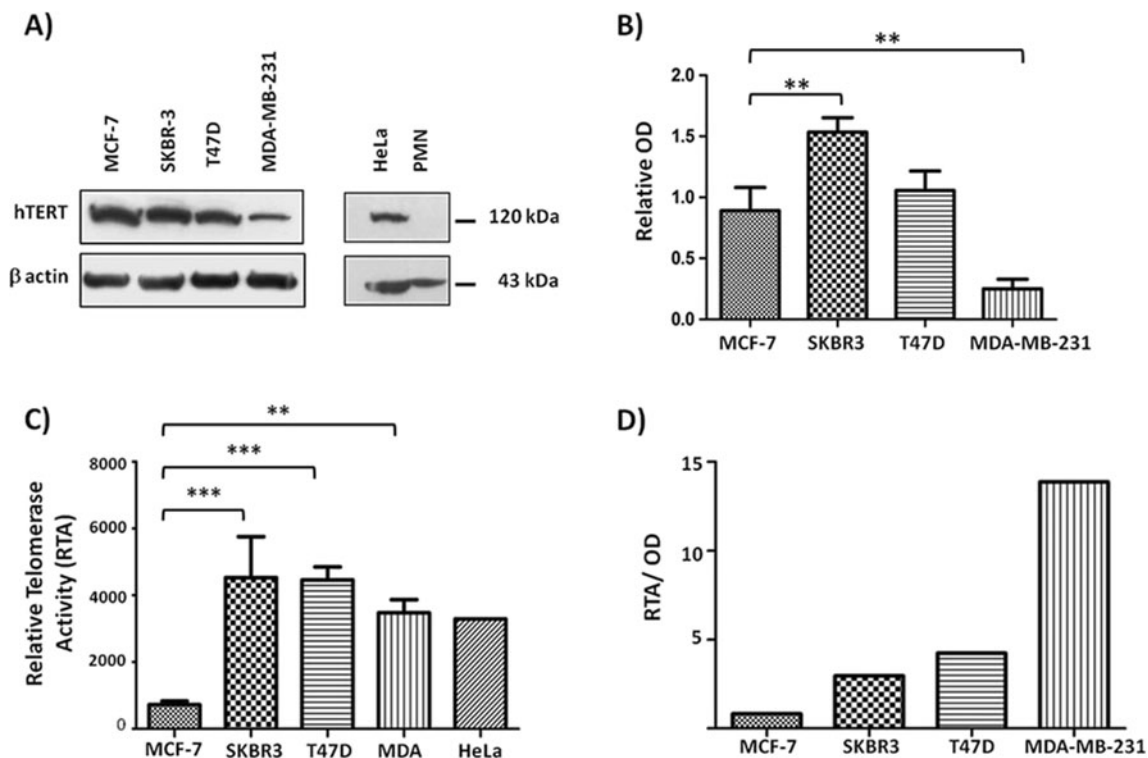 A)
MCF-7
SKBR-3
T47D
MDA-MB-231
HeLa
PMN
hTERT
120 kDa
β actin
43 kDa
B)
**
**
Relative OD
2.0
1.5
1.0
0.5
0.0
MCF-7 SKBR3 T47D MDA-MB-231
C)
**
***
***
Relative Telomerase
Activity (RTA)
8000
6000
4000
2000
0
MCF-7 SKBR3 T47D MDA HeLa
D)
RTA/ OD
15
10
5
MCF-7 SKBR3 T47D MDA-MB-231